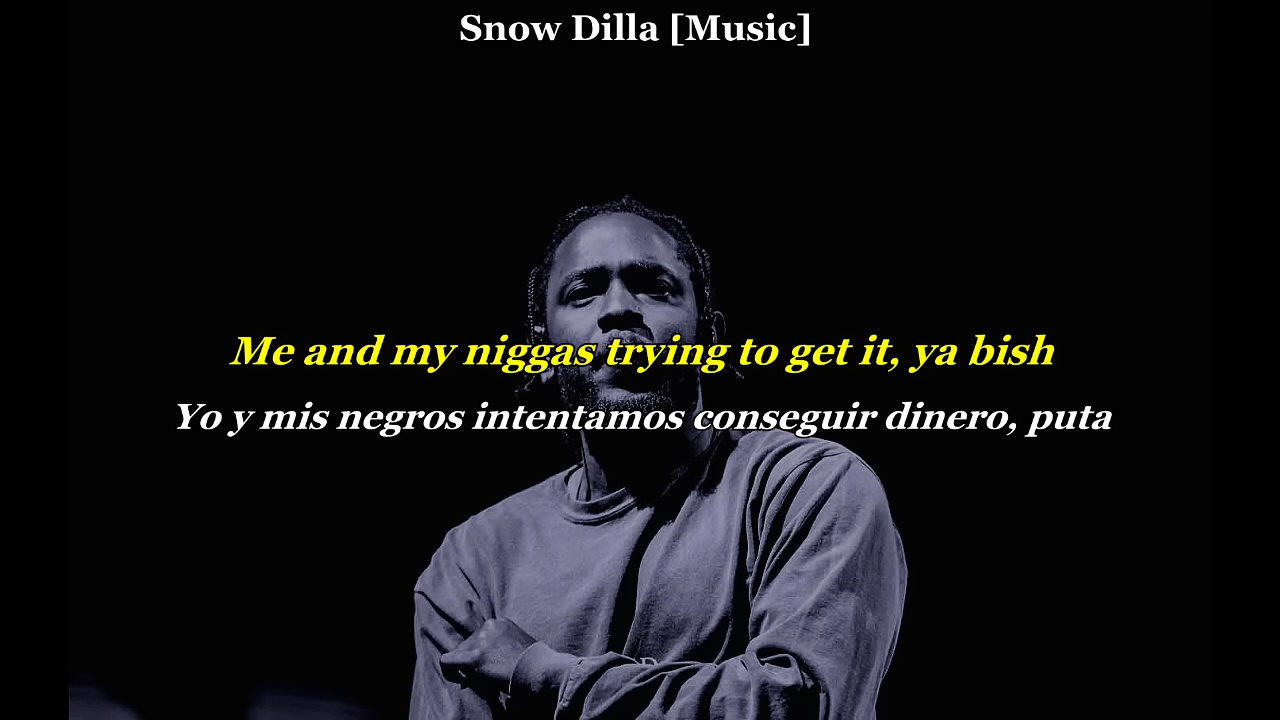 Snow Dilla [Music]
Me and my niggas trying to get it, ya bish
Yo y mis negros intentamos conseguir dinero, puta